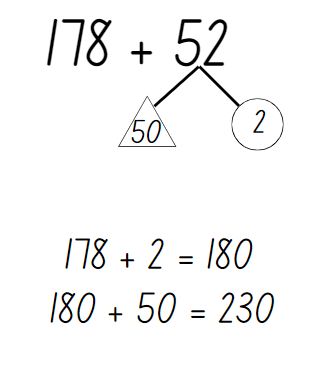 178 + 52
50 2
178 + 2 = 180
180 + 50 = 230